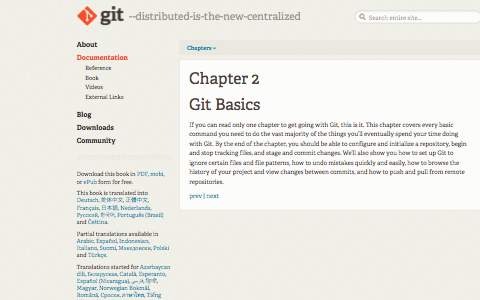 git --distributed-is-the-new-centralized
Search entire site...
About
Documentation
Reference
Book
Videos
External Links
Blog
Downloads
Community
Download this book in PDF, mobi,
or ePub form for free.
This book is translated into
Deutsch, 简体中文, 正體中文,
Français, 日本語, Nederlands,
Русский, 한국어, Português (Brasil)
and Čeština.
Partial translations available in
Arabic, Español, Indonesian,
Italiano, Suomi, Македонски, Polski
and Türkçe.
Translations started for Azərbaycan
dili, Беларуская, Català, Esperanto,
Español (Nicaragua),
Magyar, Norwegian Bokmål,
Română, Српски, ภาษาไทย, Tiếng
Chapters
Chapter 2
Git Basics
If you can read only one chapter to get going with Git, this is it. This chapter covers every basic
command you need to do the vast majority of the things you'll eventually spend your time doing
with Git. By the end of the chapter, you should be able to configure and initialize a repository, begin
and stop tracking files, and stage and commit changes. We'll also show you how to set up Git to
ignore certain files and file patterns, how to undo mistakes quickly and easily, how to browse the
history of your project and view changes between commits, and how to push and pull from remote
repositories.
prev | next